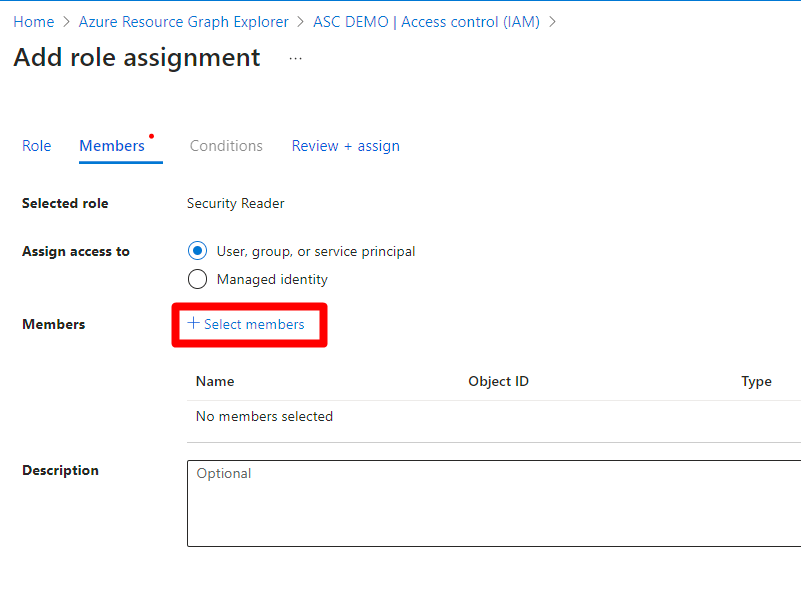 Home > Azure Resource Graph Explorer > ASC DEMO | Access control (IAM) >
Add role assignment ...
Role Members Conditions Review + assign
Selected role Security Reader
Assign access to User, group, or service principal
Managed identity
Members + Select members
Name Object ID Type
No members selected
Description Optional